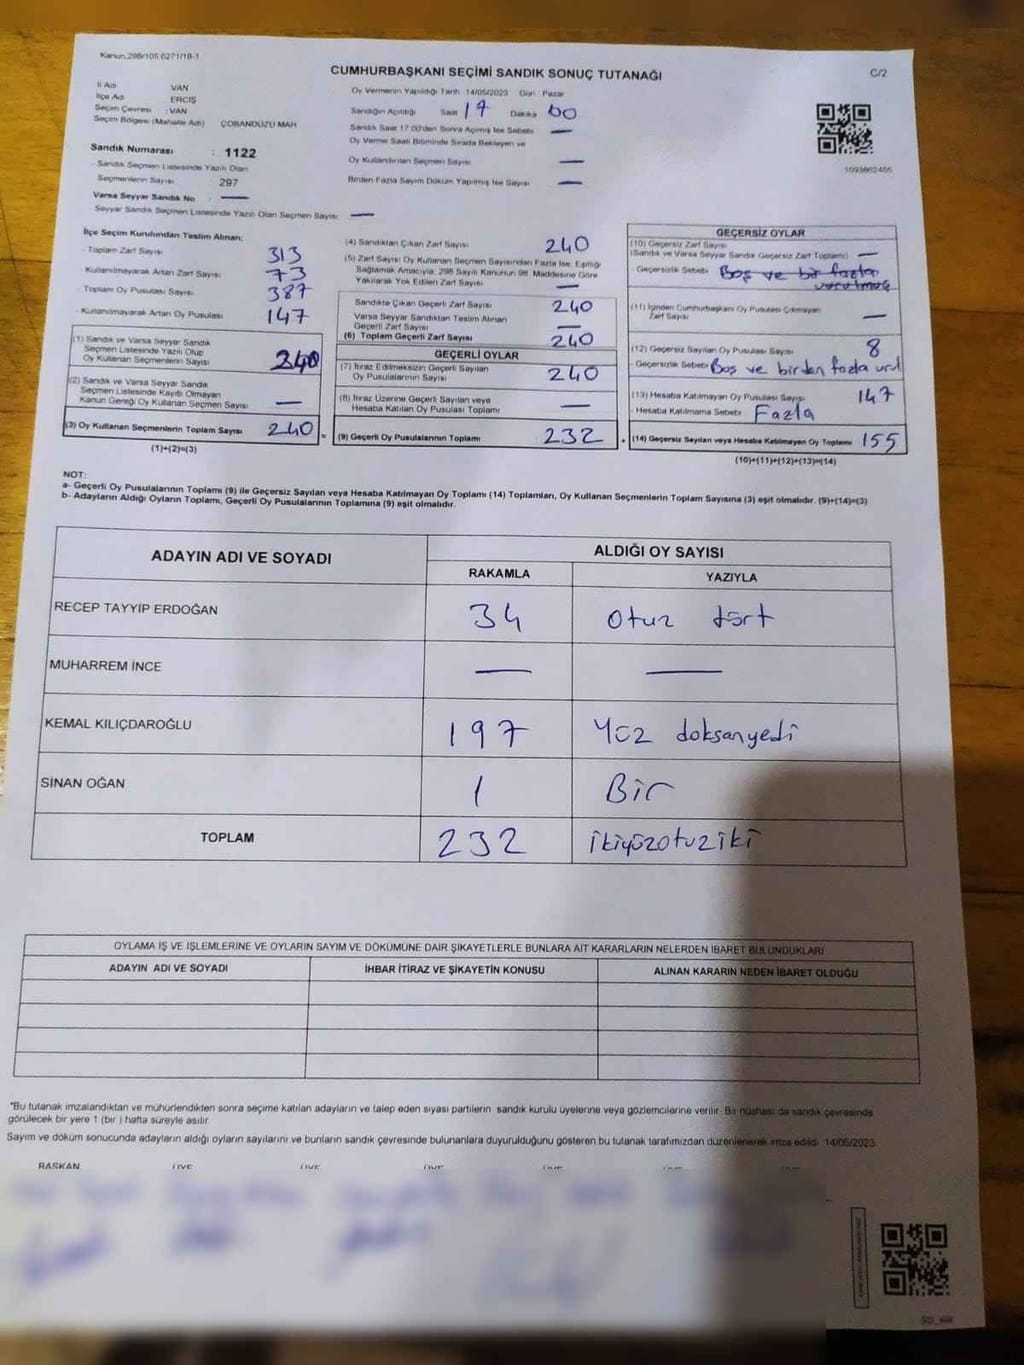 Kanun,298/105,6271/18-1
CUMHURBAŞKANI SEÇİMİ SANDIK SONUÇ TUTANAĞI
C/2
İl Adı VAN
İlçe Adı ERCİŞ
Seçim Çevresi : VAN
Seçim Bölgesi (Mahalle Adı) ÇOBANDÜZÜ MAH
Sandık Numarası : 1122
- Sandık Seçmen Listesinde Yazılı Olan
Seçmenlerin Sayısı 297
Varsa Seyyar Sandık No —
- Seyyar Sandık Seçmen Listesinde Yazılı Olan Seçmen Sayısı —
Oy Vermenin Yapıldığı Tarih 14/05/2023 Gün Pazar
Sandığın Açıldığı Saat 17 Dakika 00
Sandık Saat 17:00'den Sonra Açılmış İse Sebebi —
Oy Verme Saati Bitiminde Sırada Bekleyen ve
Oy Kullandırılan Seçmen Sayısı —
Birden Fazla Sayım Döküm Yapılmış İse Sayısı —
1093862466
İlçe Seçim Kurulundan Teslim Alınan:
- Toplam Zarf Sayısı 313
- Kullanılmayarak Artan Zarf Sayısı 73
- Toplam Oy Pusulası Sayısı 387
- Kullanılmayarak Artan Oy Pusulası 147
(1) Sandık ve Varsa Seyyar Sandık
Seçmen Listesinde Yazılı Olup
Oy Kullanan Seçmenlerin Sayısı 240
(2) Sandık ve Varsa Seyyar Sandık
Seçmen Listesinde Kayıtlı Olmayan
Kanun Gereği Oy Kullanan Seçmen Sayısı —
(3) Oy Kullanan Seçmenlerin Toplam Sayısı 240
(1)+(2)=(3)
(4) Sandıktan Çıkan Zarf Sayısı 240
(5) Zarf Sayısı Oy Kullanan Seçmen Sayısından Fazla İse, Eşitliği
Sağlamak Amacıyla, 298 Sayılı Kanunun 98. Maddesine Göre
Yakılarak Yok Edilen Zarf Sayısı —
Sandıkta Çıkan Geçerli Zarf Sayısı 240
Varsa Seyyar Sandıktan Teslim Alınan
Geçerli Zarf Sayısı —
(6) Toplam Geçerli Zarf Sayısı 240
GEÇERLİ OYLAR
(7) İtiraz Edilmeksizin Geçerli Sayılan
Oy Pusulalarının Sayısı 240
(8) İtiraz Üzerine Geçerli Sayılan veya
Hesaba Katılan Oy Pusulası Toplamı —
= (9) Geçerli Oy Pusulalarının Toplamı 232
GEÇERSİZ OYLAR
(10) Geçersiz Zarf Sayısı
(Sandık ve Varsa Seyyar Sandık Geçersiz Zarf Toplamı) —
- Geçersizlik Sebebi Boş ve bir fazla
vurulmuş
(11) İçinden Cumhurbaşkanı Oy Pusulası Çıkmayan
Zarf Sayısı —
(12) Geçersiz Sayılan Oy Pusulası Sayısı 8
- Geçersizlik Sebebi Boş ve birden fazla vurul
(13) Hesaba Katılmayan Oy Pusulası Sayısı 147
- Hesaba Katılmama Sebebi Fazla
+ (14) Geçersiz Sayılan veya Hesaba Katılmayan Oy Toplamı 155
(10)+(11)+(12)+(13)=(14)
NOT:
a- Geçerli Oy Pusulalarının Toplamı (9) ile Geçersiz Sayılan veya Hesaba Katılmayan Oy Toplamı (14) Toplamları, Oy Kullanan Seçmenlerin Toplam Sayısına (3) eşit olmalıdır. (9)+(14)=(3)
b- Adayların Aldığı Oyların Toplamı, Geçerli Oy Pusulalarının Toplamına (9) eşit olmalıdır.
ADAYIN ADI VE SOYADI
ALDIĞI OY SAYISI
RAKAMLA YAZIYLA
RECEP TAYYİP ERDOĞAN 34 otuz dört
MUHARREM İNCE — —
KEMAL KILIÇDAROĞLU 197 Yüz doksanyedi
SİNAN OĞAN 1 Bir
TOPLAM 232 ikiyüzotuziki
OYLAMA İŞ VE İŞLEMLERİNE VE OYLARIN SAYIM VE DÖKÜMÜNE DAİR ŞİKAYETLERLE BUNLARA AİT KARARLARIN NELERDEN İBARET BULUNDUKLARI
ADAYIN ADI VE SOYADI İHBAR İTİRAZ VE ŞİKAYETİN KONUSU ALINAN KARARIN NEDEN İBARET OLDUĞU
*Bu tutanak imzalandıktan ve mühürlendikten sonra seçime katılan adayların ve talep eden siyasi partilerin sandık kurulu üyelerine veya gözlemcilerine verilir. Bir nüshası da sandık çevresinde
görülecek bir yere 1 (bir ) hafta süreyle asılır.
Sayım ve döküm sonucunda adayların aldığı oyların sayılarını ve bunların sandık çevresinde bulunanlara duyurulduğunu gösteren bu tutanak tarafımızdan düzenlenerek imza edildi. 14/05/2023
BAŞKAN ÜYE ÜYE ÜYE ÜYE ÜYE ÜYE